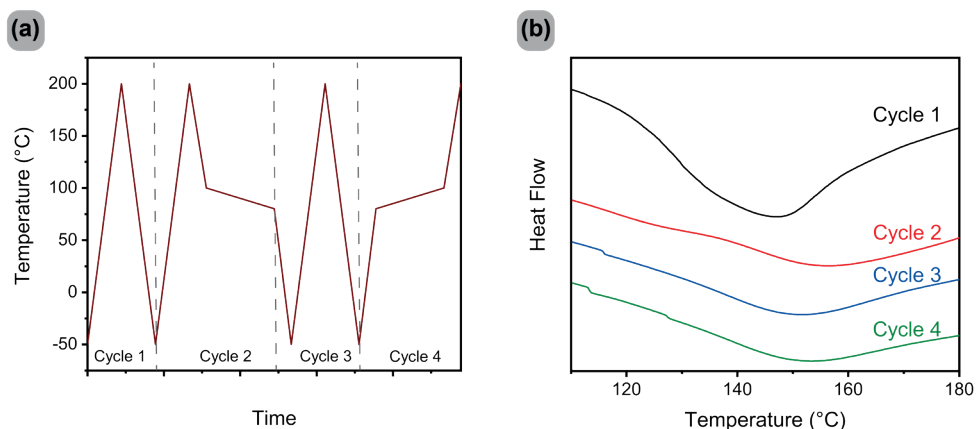 (a)
200
150
100
50
0
-50
Temperature (°C)
Cycle 1
Cycle 2
Cycle 3
Cycle 4
Time
(b)
Heat Flow
Cycle 1
Cycle 2
Cycle 3
Cycle 4
120
140
160
180
Temperature (°C)